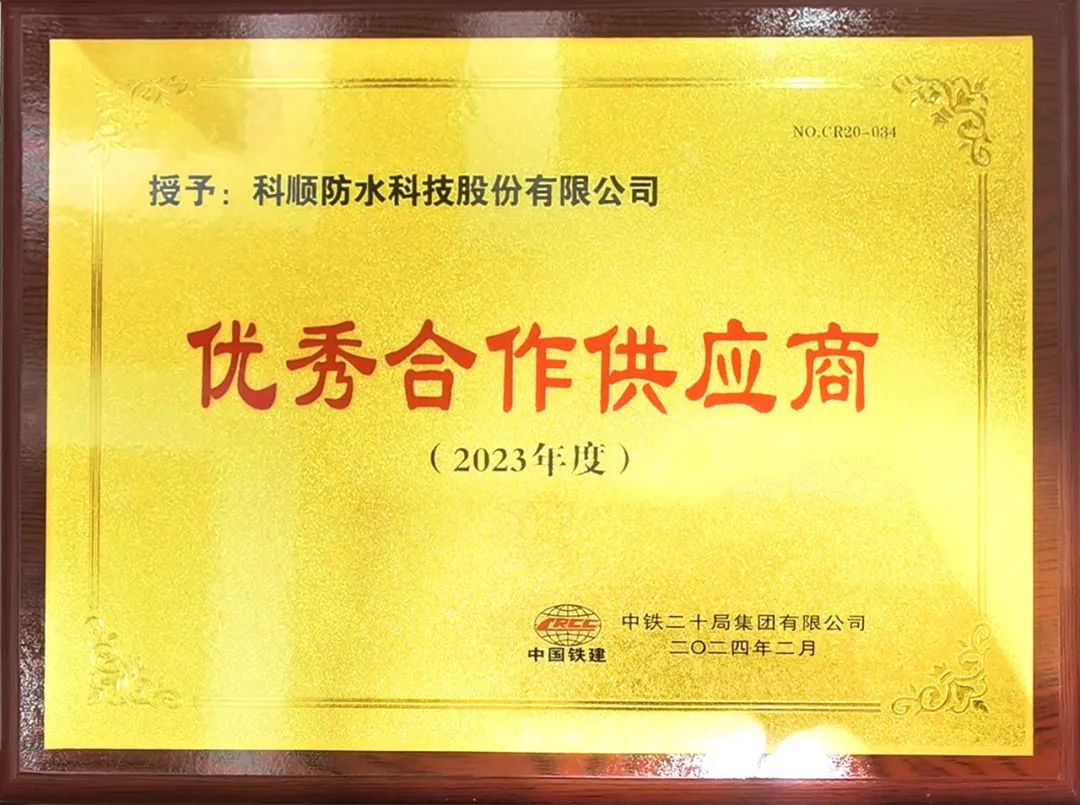 NO.CR20-034
授予：科顺防水科技股份有限公司
优秀合作供应商
（2023年度）
CRCC
中国铁建
中铁二十局集团有限公司
二〇二四年二月